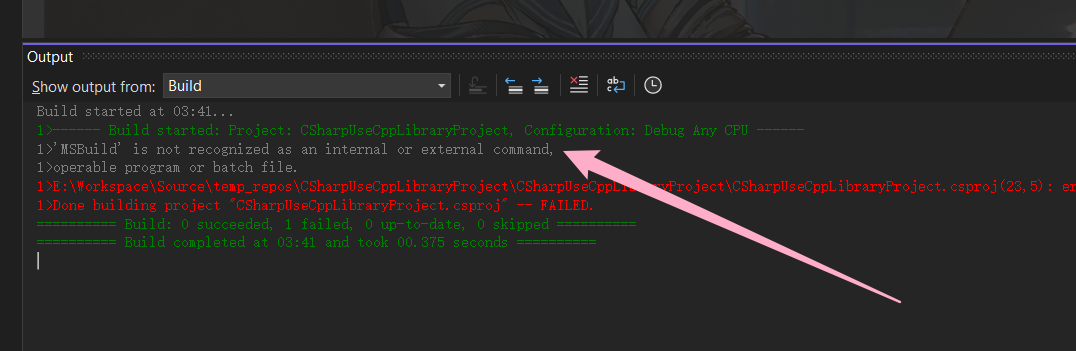 Output
Show output from: Build
Build started at 03:41...
1>------ Build started: Project: CSharpUseCppLibraryProject, Configuration: Debug Any CPU ------
1>'MSBuild' is not recognized as an internal or external command,
1>operable program or batch file.
1>E:\Workspace\Source\temp_repos\CSharpUseCppLibraryProject\CSharpUseCppLibraryProject\CSharpUseCppLibraryProject.csproj(23,5): er
1>Done building project "CSharpUseCppLibraryProject.csproj" -- FAILED.
========== Build: 0 succeeded, 1 failed, 0 up-to-date, 0 skipped ==========
========== Build completed at 03:41 and took 00.375 seconds ==========